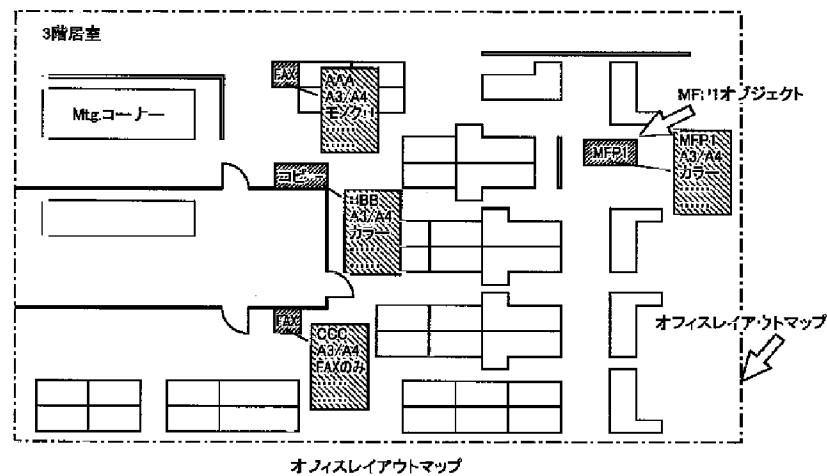 3階居室
FAX
AAA
A3/A4
モノクロ
Mtg.コーナー
MFP1オブジェクト
MFP1
MFP1
A3/A4
カラー
コピー
BBB
A3/A4
カラー
FAX
CCC
A3/A4
FAXのみ
オフィスレイアウトマップ
オフィスレイアウトマップ